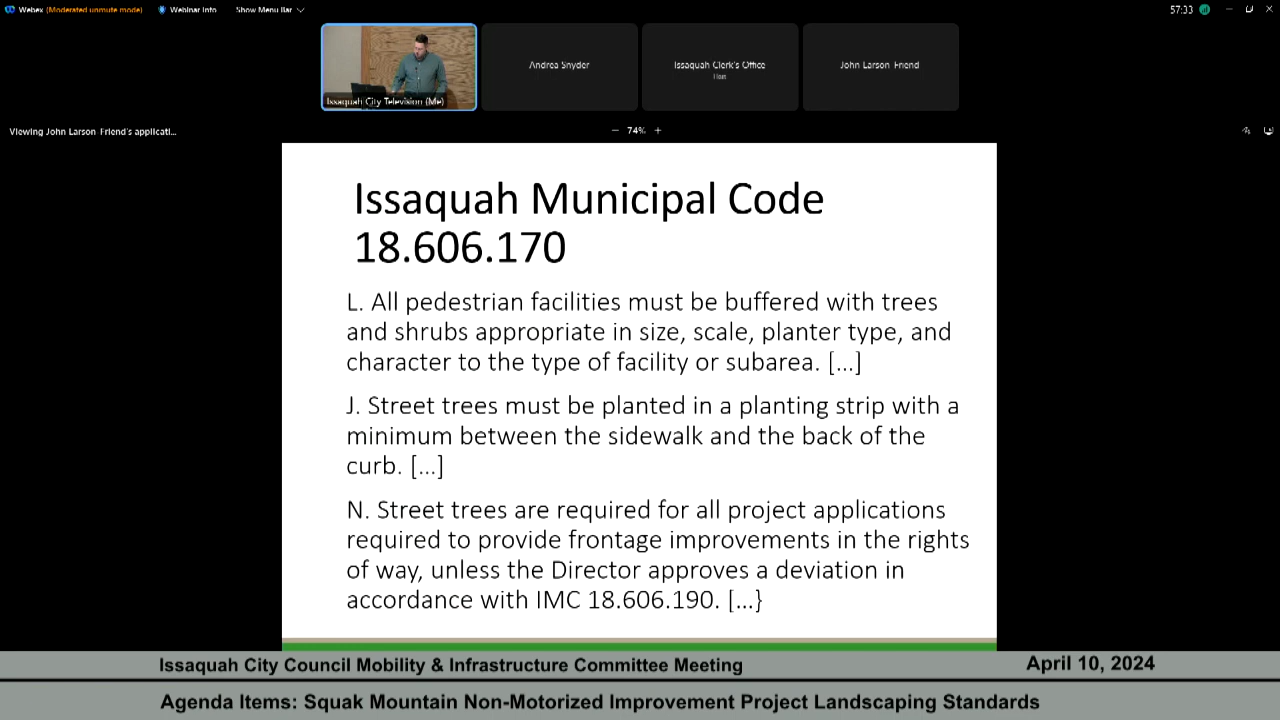 Webex (Moderated unmute mode)
Webinar Info
Show Menu Bar
57:33
Issaquah City Television (Me)
Andrea Snyder
Issaquah Clerk's Office
Host
John Larson Friend
Viewing John Larson Friend's applicati...
74%
Issaquah Municipal Code
18.606.170
L. All pedestrian facilities must be buffered with trees
and shrubs appropriate in size, scale, planter type, and
character to the type of facility or subarea. [...]
J. Street trees must be planted in a planting strip with a
minimum between the sidewalk and the back of the
curb. [...]
N. Street trees are required for all project applications
required to provide frontage improvements in the rights
of way, unless the Director approves a deviation in
accordance with IMC 18.606.190. [...}
Issaquah City Council Mobility & Infrastructure Committee Meeting
April 10, 2024
Agenda Items: Squak Mountain Non-Motorized Improvement Project Landscaping Standards